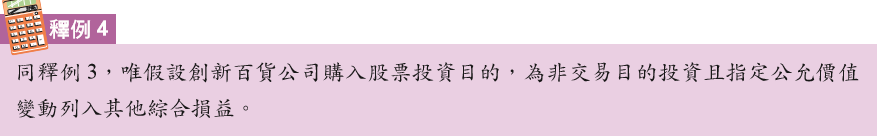 釋例 4
同釋例 3，唯假設創新百貨公司購入股票投資目的，為非交易目的投資且指定公允價值
變動列入其他綜合損益。